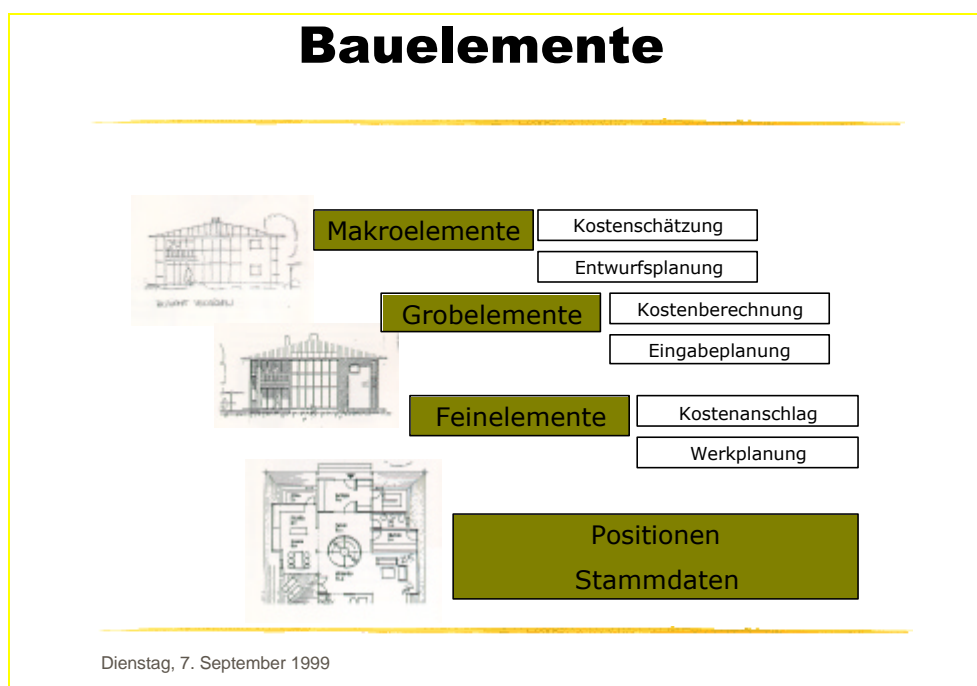 Bauelemente
Makroelemente
Kostenschätzung
Entwurfsplanung
Grobelemente
Kostenberechnung
Eingabeplanung
Feinelemente
Kostenanschlag
Werkplanung
Positionen
Stammdaten
Dienstag, 7. September 1999